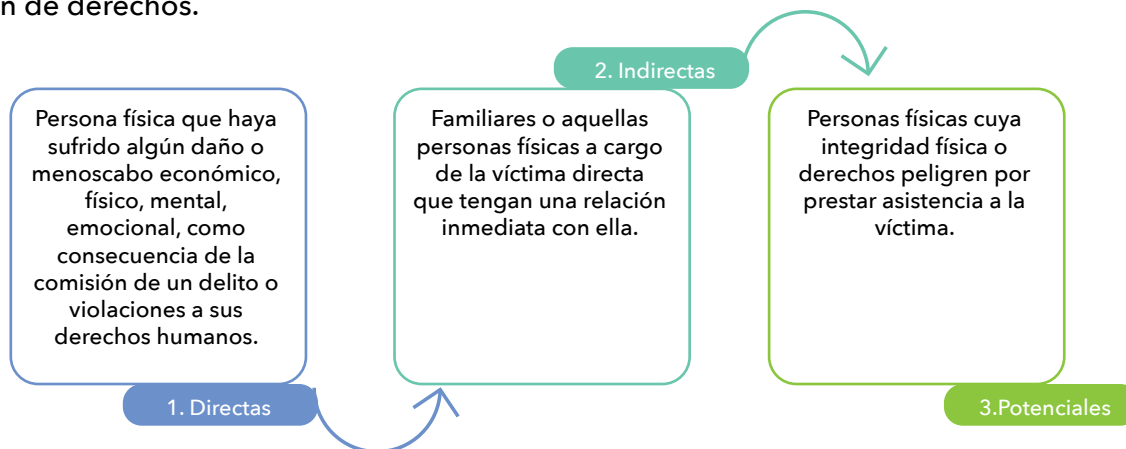 n de derechos.
Persona física que haya
sufrido algún daño o
menoscabo económico,
físico, mental,
emocional, como
consecuencia de la
comisión de un delito o
violaciones a sus
derechos humanos.
1. Directas
2. Indirectas
Familiares o aquellas
personas físicas a cargo
de la víctima directa
que tengan una relación
inmediata con ella.
Personas físicas cuya
integridad física o
derechos peligren por
prestar asistencia a la
víctima.
3.Potenciales